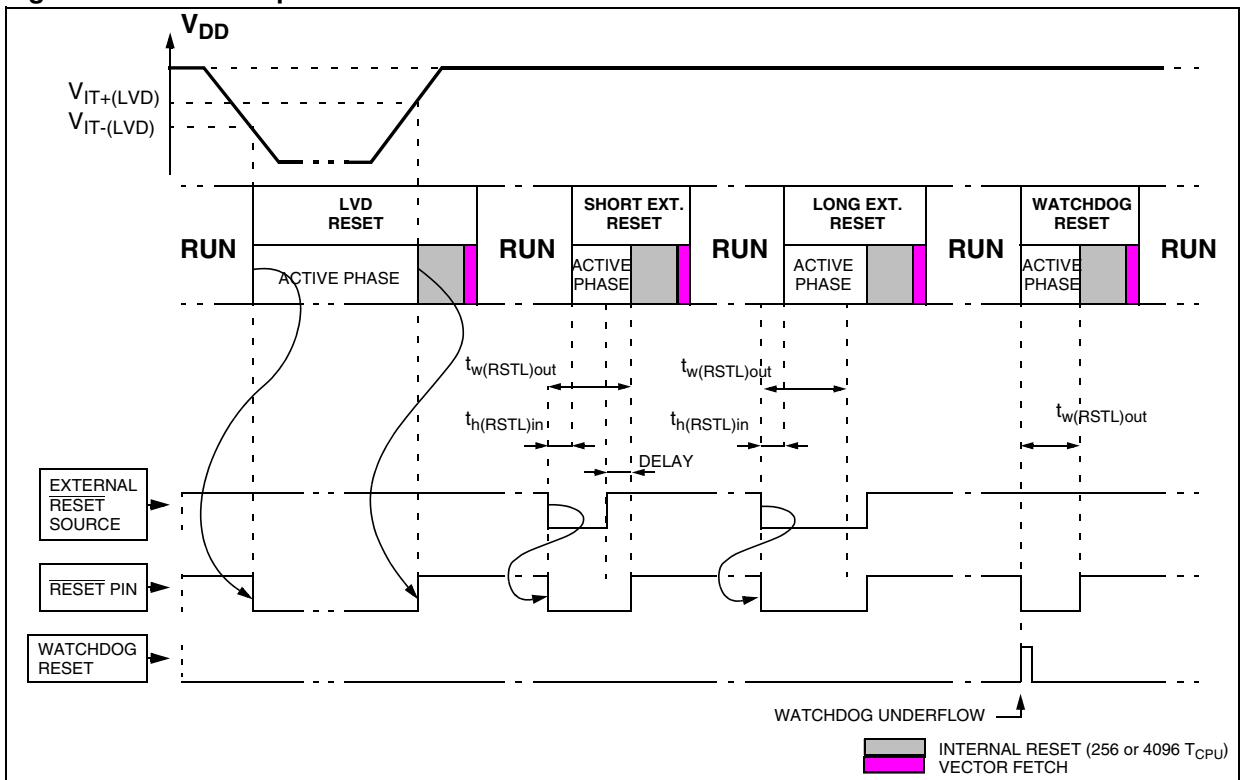 VDD
VIT+(LVD)
VIT-(LVD)
RUN
LVD
RESET
ACTIVE PHASE
RUN
SHORT EXT.
RESET
ACTIVE
PHASE
RUN
LONG EXT.
RESET
ACTIVE
PHASE
RUN
WATCHDOG
RESET
ACTIVE
PHASE
RUN
tw(RSTL)out
tw(RSTL)out
th(RSTL)in
th(RSTL)in
tw(RSTL)out
DELAY
EXTERNAL
RESET
SOURCE
RESET PIN
WATCHDOG
RESET
WATCHDOG UNDERFLOW
INTERNAL RESET (256 or 4096 TCPU)
VECTOR FETCH